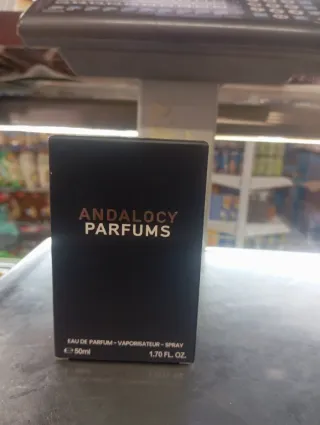 ANDALOCY
PARFUMS
EAU DE PARFUM - VAPORISATEUR - SPRAY
℮ 50ml 1.70 FL. OZ.